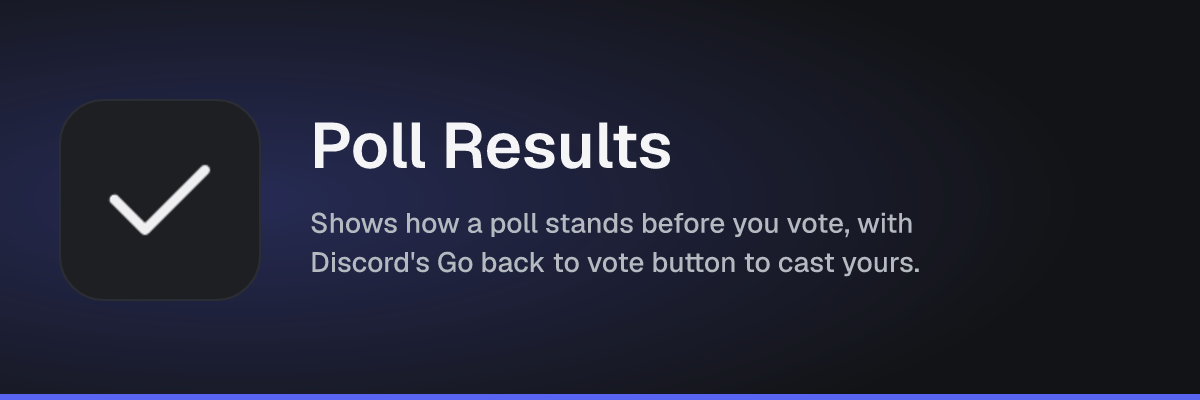 Poll Results
Shows how a poll stands before you vote, with
Discord's Go back to vote button to cast yours.